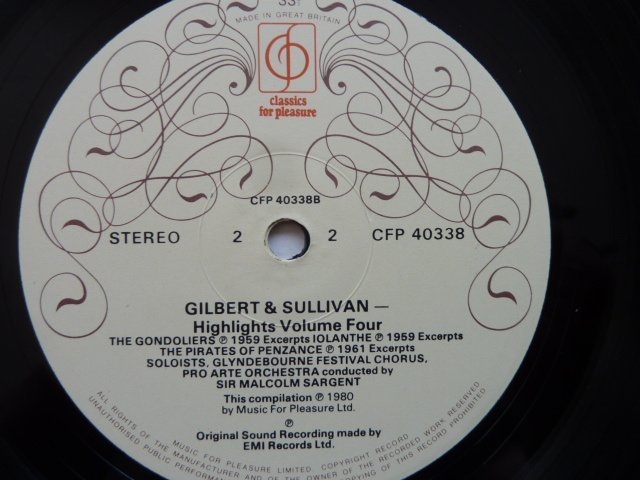 33⅓
MADE IN GREAT BRITAIN
classics
for pleasure
CFP 40338B
STEREO 2 2 CFP 40338
GILBERT & SULLIVAN —
Highlights Volume Four
THE GONDOLIERS ℗ 1959 Excerpts IOLANTHE ℗ 1959 Excerpts
THE PIRATES OF PENZANCE ℗ 1961 Excerpts
SOLOISTS, GLYNDEBOURNE FESTIVAL CHORUS,
PRO ARTE ORCHESTRA conducted by
SIR MALCOLM SARGENT
This compilation ℗ 1980
by Music For Pleasure Ltd.
℗
Original Sound Recording made by
EMI Records Ltd.
MUSIC FOR PLEASURE LIMITED. COPYRIGHT RECORD
ALL RIGHTS OF THE MANUFACTURER AND OF THE OWNER OF THE RECORDED WORK RESERVED
UNAUTHORISED PUBLIC PERFORMA COPYING OF THIS RECORD PROHIBITED